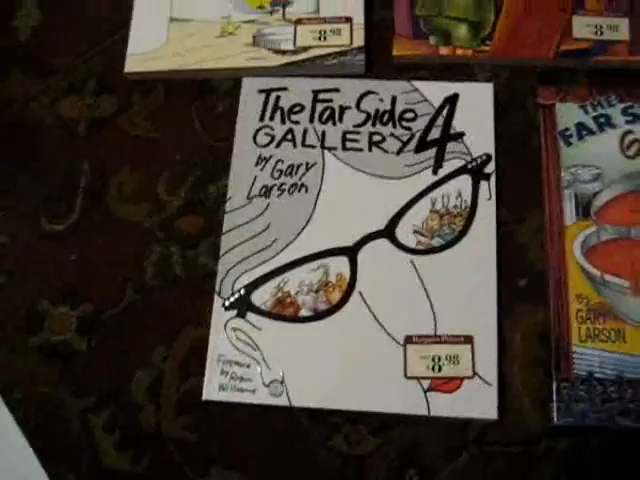 8.98
8.98
The Far Side
GALLERY 4
by Gary
Larson
8.98
Foreword
by Robin
Williams
THE
FAR S
G
By
GARY
LARSON